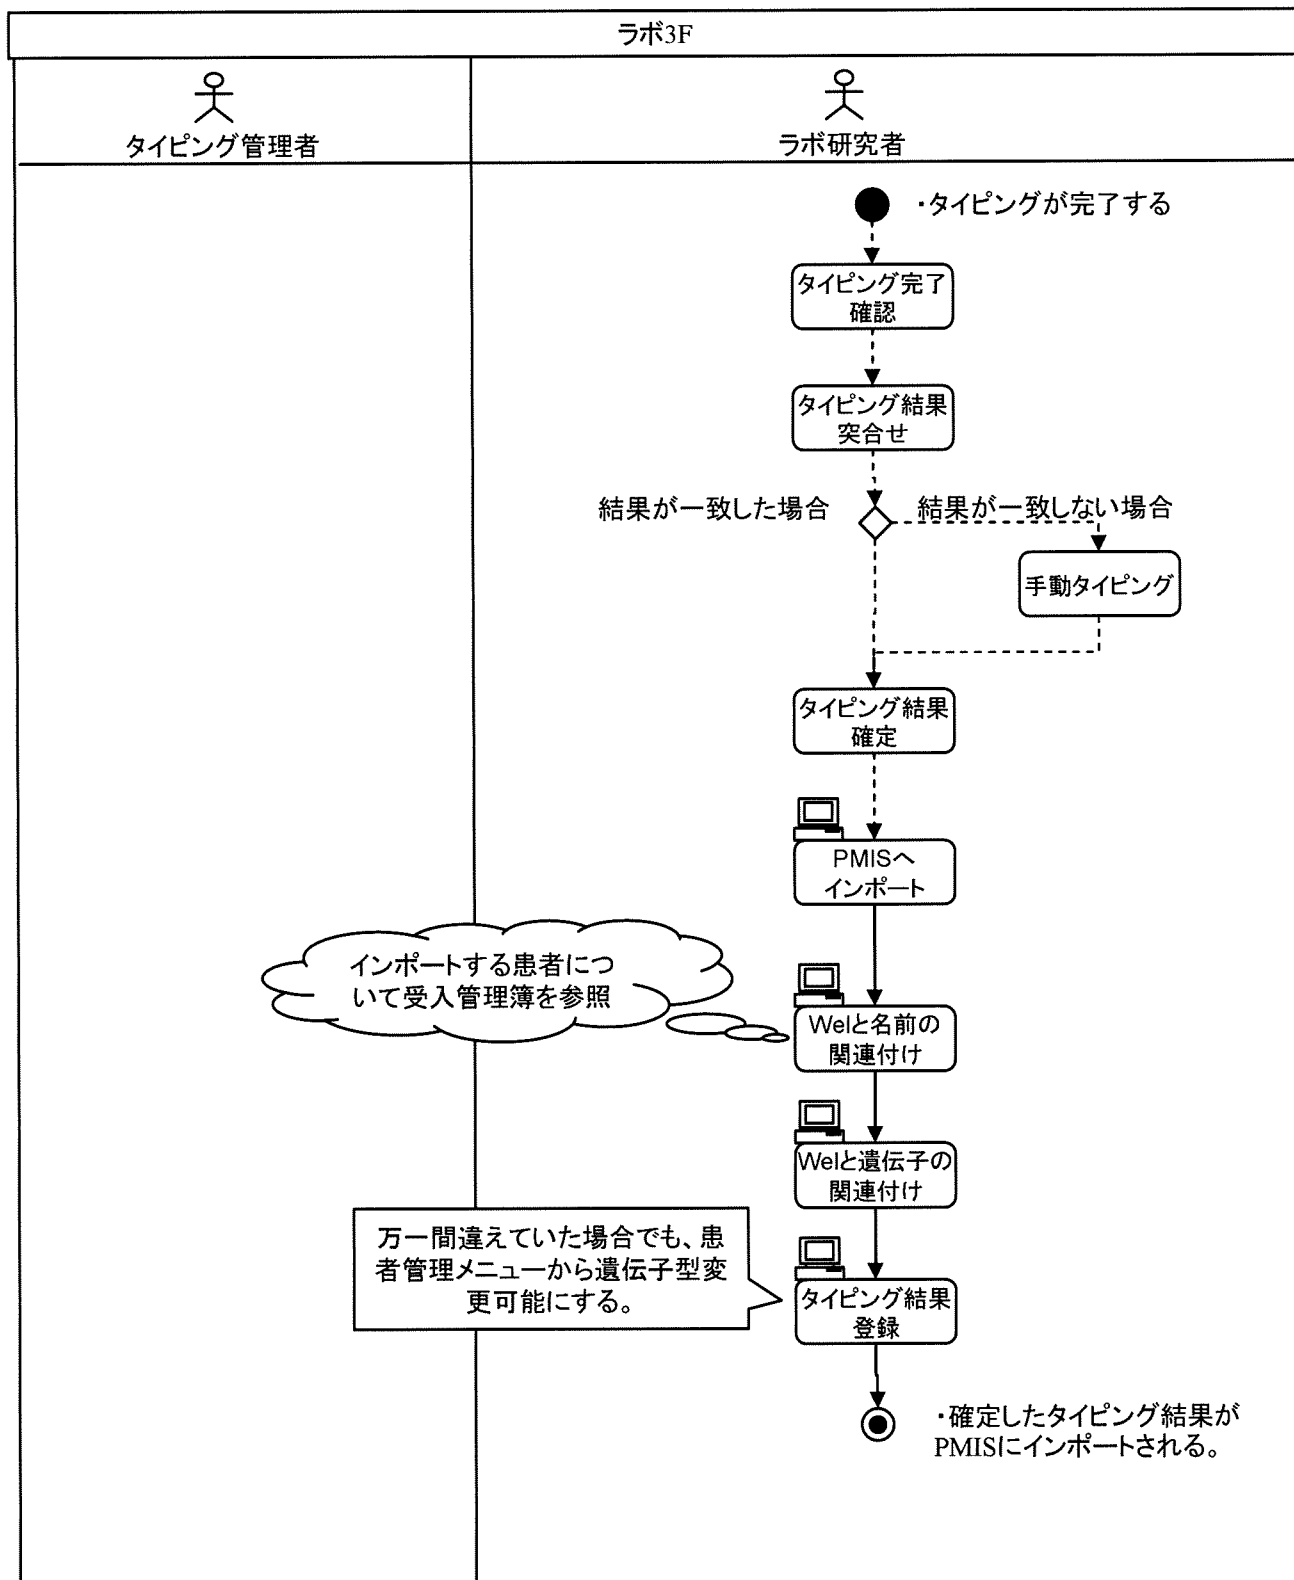 ラボ3F
タイピング管理者
ラボ研究者
・タイピングが完了する
タイピング完了
確認
タイピング結果
突合せ
結果が一致した場合
結果が一致しない場合
手動タイピング
タイピング結果
確定
PMISへ
インポート
インポートする患者につ
いて受入管理簿を参照
Welと名前の
関連付け
Welと遺伝子の
関連付け
万一間違えていた場合でも、患
者管理メニューから遺伝子型変
更可能にする。
タイピング結果
登録
・確定したタイピング結果が
PMISにインポートされる。